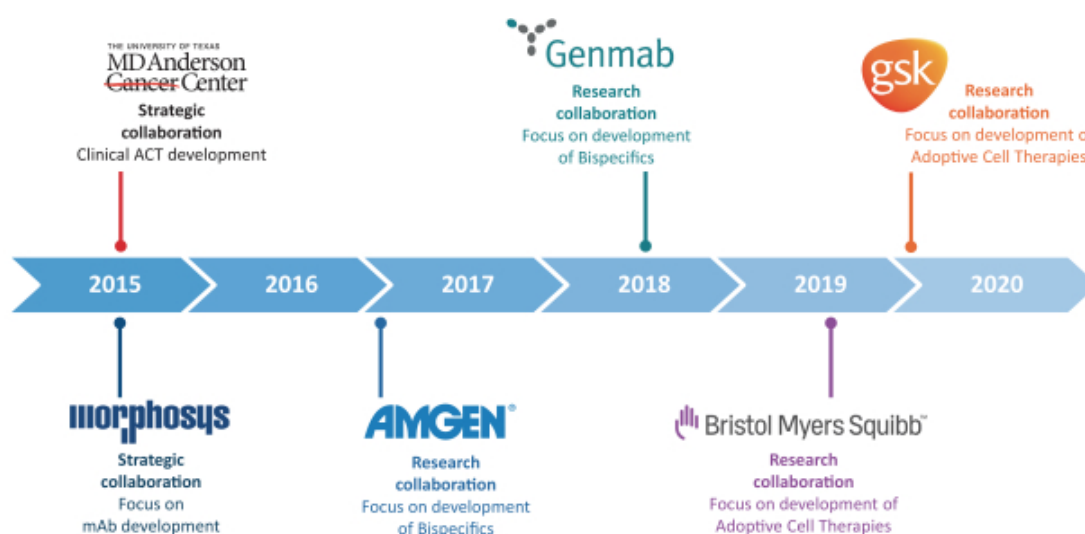 THE UNIVERSITY OF TEXAS
MD Anderson
Cancer Center
Strategic
collaboration
Clinical ACT development
Genmab
Research
collaboration
Focus on development
of Bispecifics
gsk
Research
collaboration
Focus on development o
Adoptive Cell Therapies
2015
2016
2017
2018
2019
2020
morphosys
Strategic
collaboration
Focus on
mAb development
AMGEN®
Research
collaboration
Focus on development
of Bispecifics
Bristol Myers Squibb™
Research
collaboration
Focus on development of
Adoptive Cell Therapies